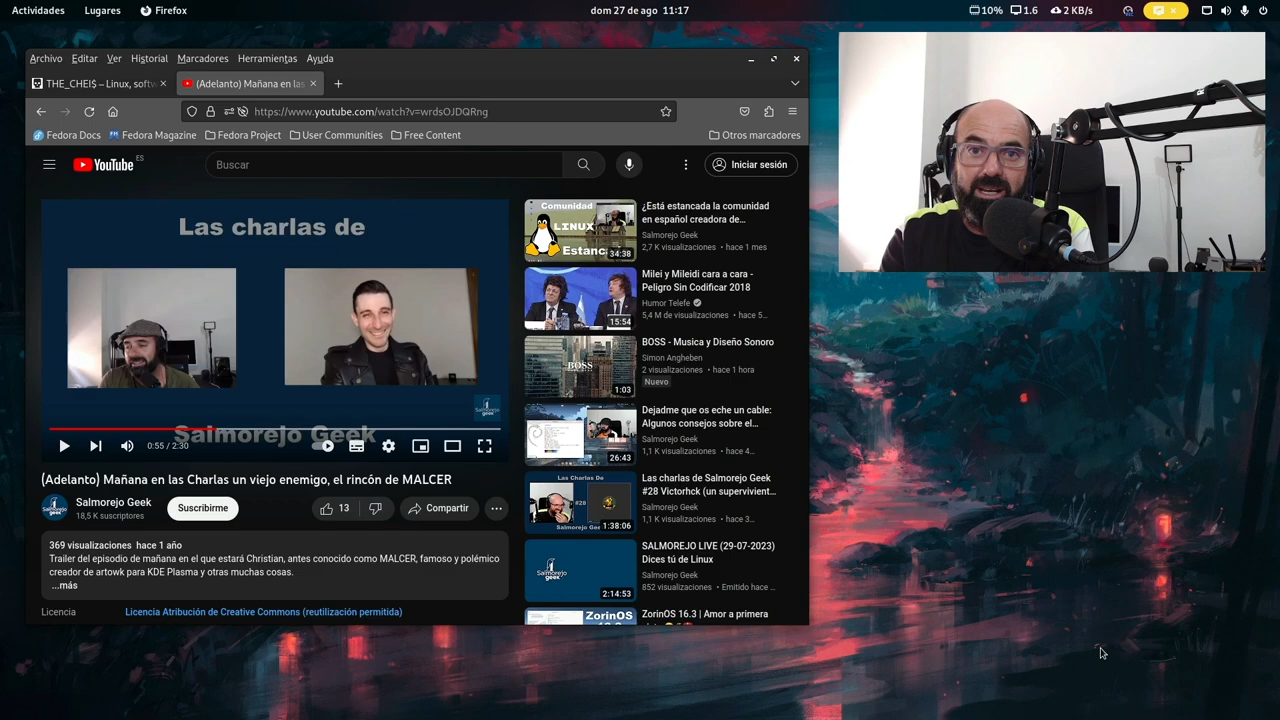 Actividades Lugares Firefox dom 27 de ago 11:17 10% 1.6 2 KB/s
Archivo Editar Ver Historial Marcadores Herramientas Ayuda
THE_CHEI$ – Linux, softw (Adelanto) Mañana en las
https://www.youtube.com/watch?v=wrdsOJDQRng
Fedora Docs Fedora Magazine Fedora Project User Communities Free Content Otros marcadores
YouTube ES Buscar Iniciar sesión
Las charlas de
Salmorejo Geek
Salmorejo geek
0:55 / 2:30
(Adelanto) Mañana en las Charlas un viejo enemigo, el rincón de MALCER
Salmorejo Geek
18,5 K suscriptores
Suscribirme 13 Compartir
369 visualizaciones hace 1 año
Trailer del episodio de mañana en el que estará Christian, antes conocido como MALCER, famoso y polémico
creador de artowk para KDE Plasma y otras muchas cosas.
...más
Licencia Licencia Atribución de Creative Commons (reutilización permitida)
Comunidad
LINUX
Estanc
34:38
¿Está estancada la comunidad
en español creadora de...
Salmorejo Geek
2,7 K visualizaciones • hace 1 mes
15:54
Milei y Mileidi cara a cara -
Peligro Sin Codificar 2018
Humor Telefe
5,4 M de visualizaciones • hace 5...
BOSS
1:03
BOSS - Musica y Diseño Sonoro
Simon Angheben
2 visualizaciones • hace 1 hora
Nuevo
26:43
Dejadme que os eche un cable:
Algunos consejos sobre el...
Salmorejo Geek
1,1 K visualizaciones • hace 4...
Las Charlas De
#28
Salmorejo Geek
1:38:06
Las charlas de Salmorejo Geek
#28 Victorhck (un supervivient...
Salmorejo Geek
1,1 K visualizaciones • hace 3...
Salmorejo geek
2:14:53
SALMOREJO LIVE (29-07-2023)
Dices tú de Linux
Salmorejo Geek
852 visualizaciones • Emitido hace ...
ZorinOS
ZorinOS 16.3 | Amor a primera